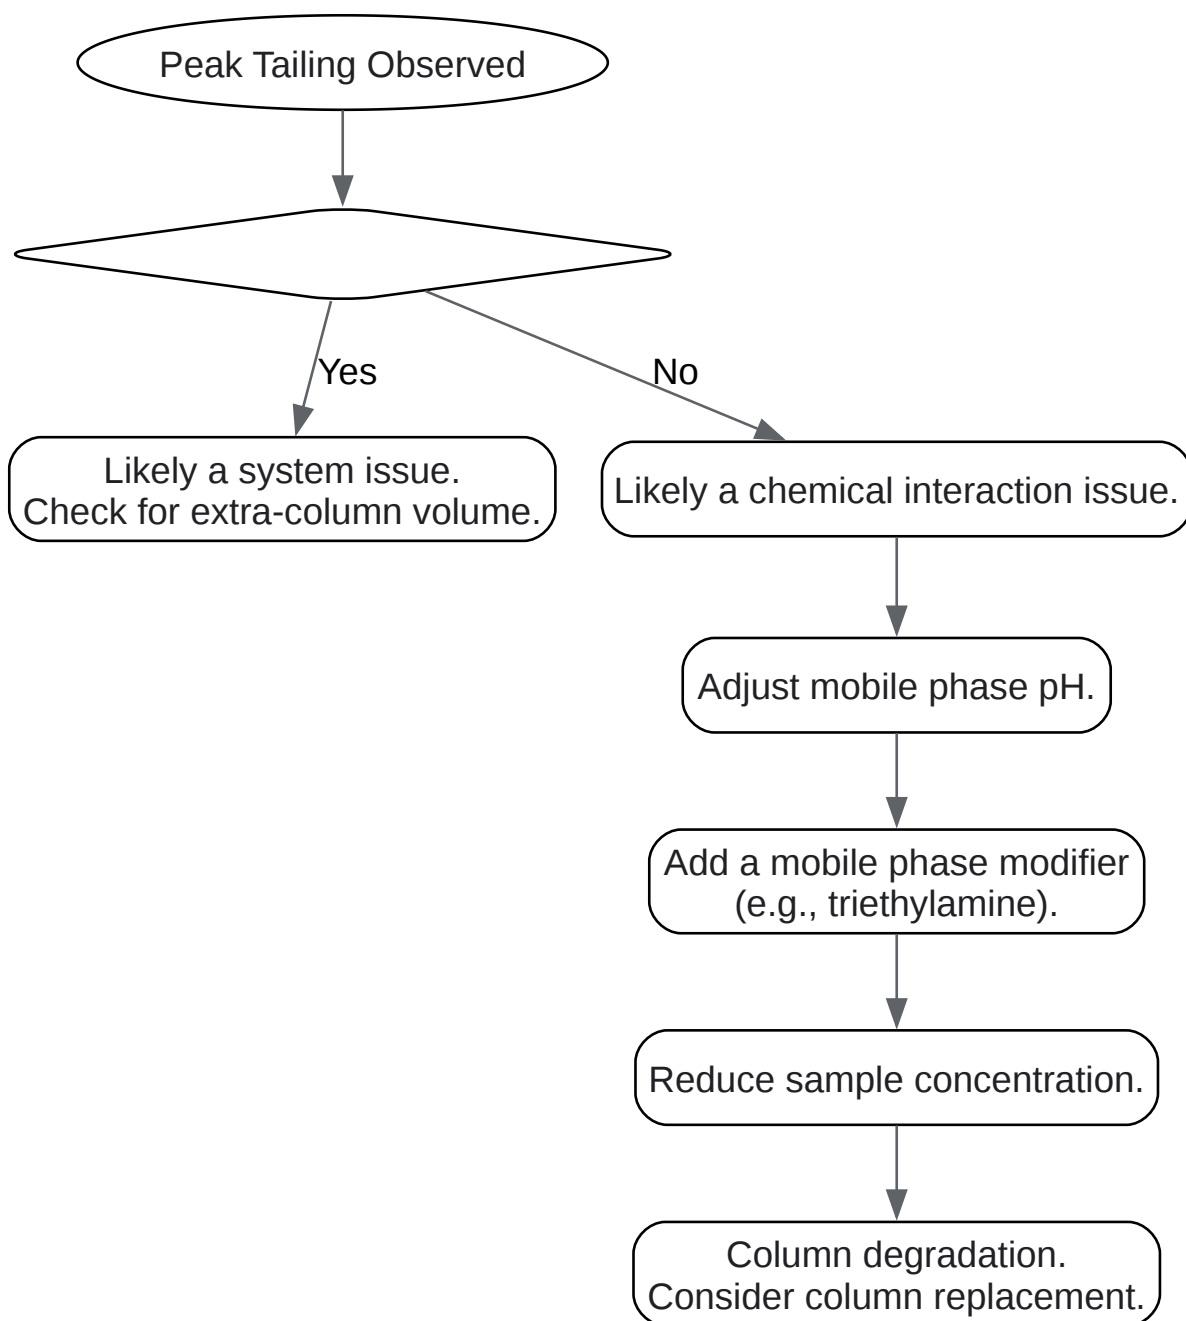 Peak Tailing Observed
Yes
No
Likely a system issue.
Check for extra-column volume.
Likely a chemical interaction issue.
Adjust mobile phase pH.
Add a mobile phase modifier
(e.g., triethylamine).
Reduce sample concentration.
Column degradation.
Consider column replacement.